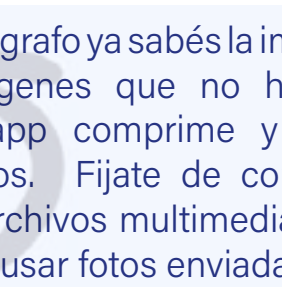 grafo ya sabés la in
genes que no h
app comprime y
os. Fijate de co
rchivos multimedia
usar fotos enviada